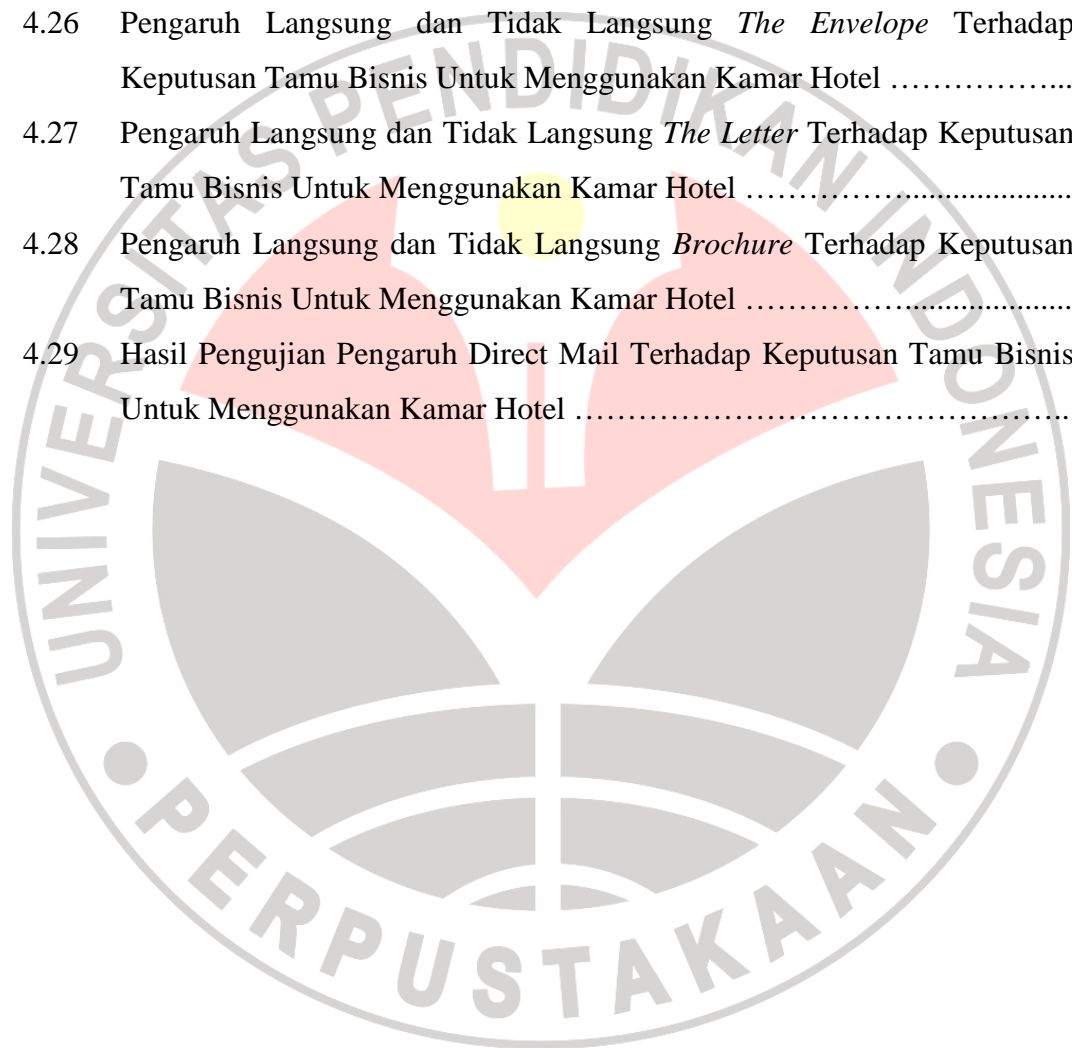 4.26 Pengaruh Langsung dan Tidak Langsung The Envelope Terhadap
Keputusan Tamu Bisnis Untuk Menggunakan Kamar Hotel ……………...
4.27 Pengaruh Langsung dan Tidak Langsung The Letter Terhadap Keputusan
Tamu Bisnis Untuk Menggunakan Kamar Hotel ……………......................
4.28 Pengaruh Langsung dan Tidak Langsung Brochure Terhadap Keputusan
Tamu Bisnis Untuk Menggunakan Kamar Hotel ……………......................
4.29 Hasil Pengujian Pengaruh Direct Mail Terhadap Keputusan Tamu Bisnis
Untuk Menggunakan Kamar Hotel ……………………………………….
UNIVERSITAS PENDIDIKAN INDONESIA
PERPUSTAKAAN